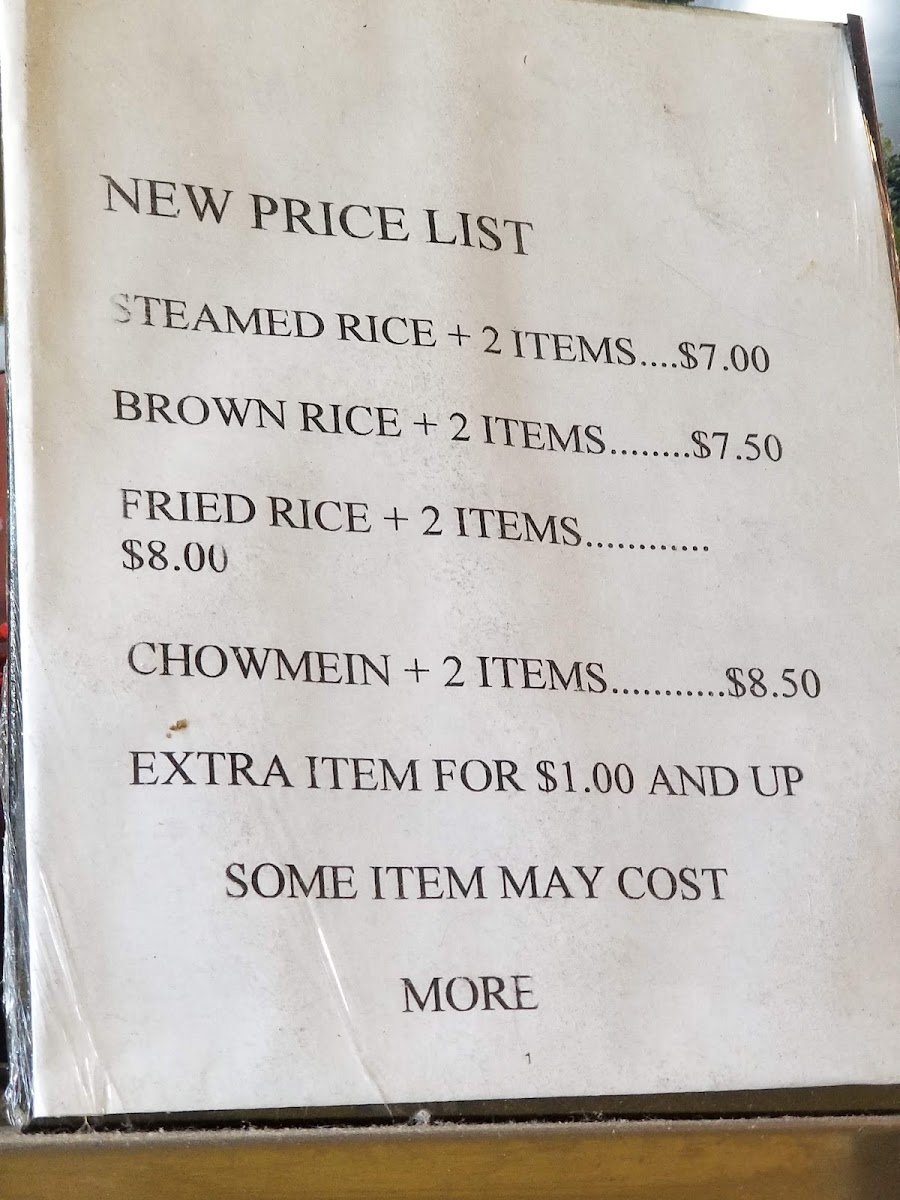 NEW PRICE LIST
STEAMED RICE + 2 ITEMS....$7.00
BROWN RICE + 2 ITEMS........$7.50
FRIED RICE + 2 ITEMS............
$8.00
CHOWMEIN + 2 ITEMS...........$8.50
EXTRA ITEM FOR $1.00 AND UP
SOME ITEM MAY COST
MORE
1